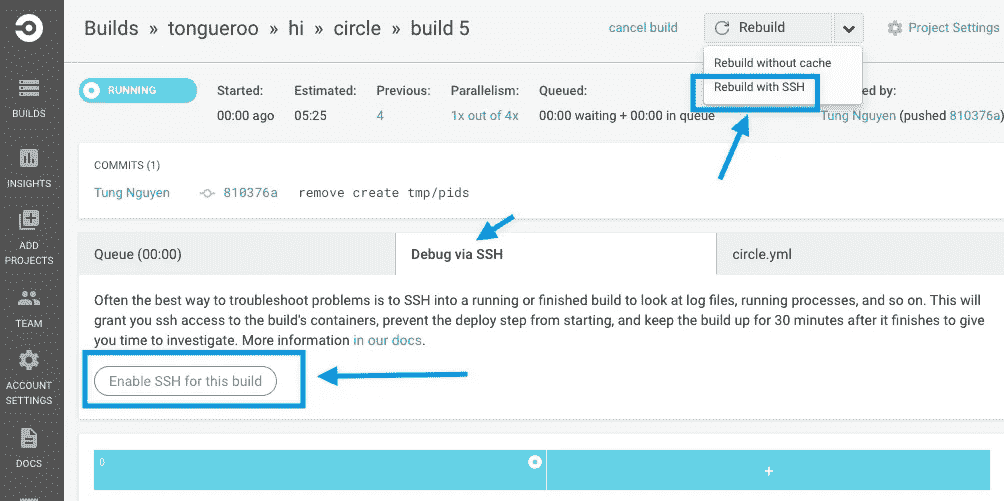 Builds » tongueroo » hi » circle » build 5
cancel build
Rebuild
Project Settings
Rebuild without cache
Rebuild with SSH
RUNNING
Started:
Estimated:
Previous:
Parallelism:
Queued:
ed by:
00:00 ago
05:25
4
1x out of 4x
00:00 waiting + 00:00 in queue
Tung Nguyen (pushed 810376a)
BUILDS
INSIGHTS
ADD
PROJECTS
TEAM
ACCOUNT
SETTINGS
DOCS
COMMITS (1)
Tung Nguyen
810376a
remove create tmp/pids
Queue (00:00)
Debug via SSH
circle.yml
Often the best way to troubleshoot problems is to SSH into a running or finished build to look at log files, running processes, and so on. This will
grant you ssh access to the build's containers, prevent the deploy step from starting, and keep the build up for 30 minutes after it finishes to give
you time to investigate. More information in our docs.
Enable SSH for this build
0
+